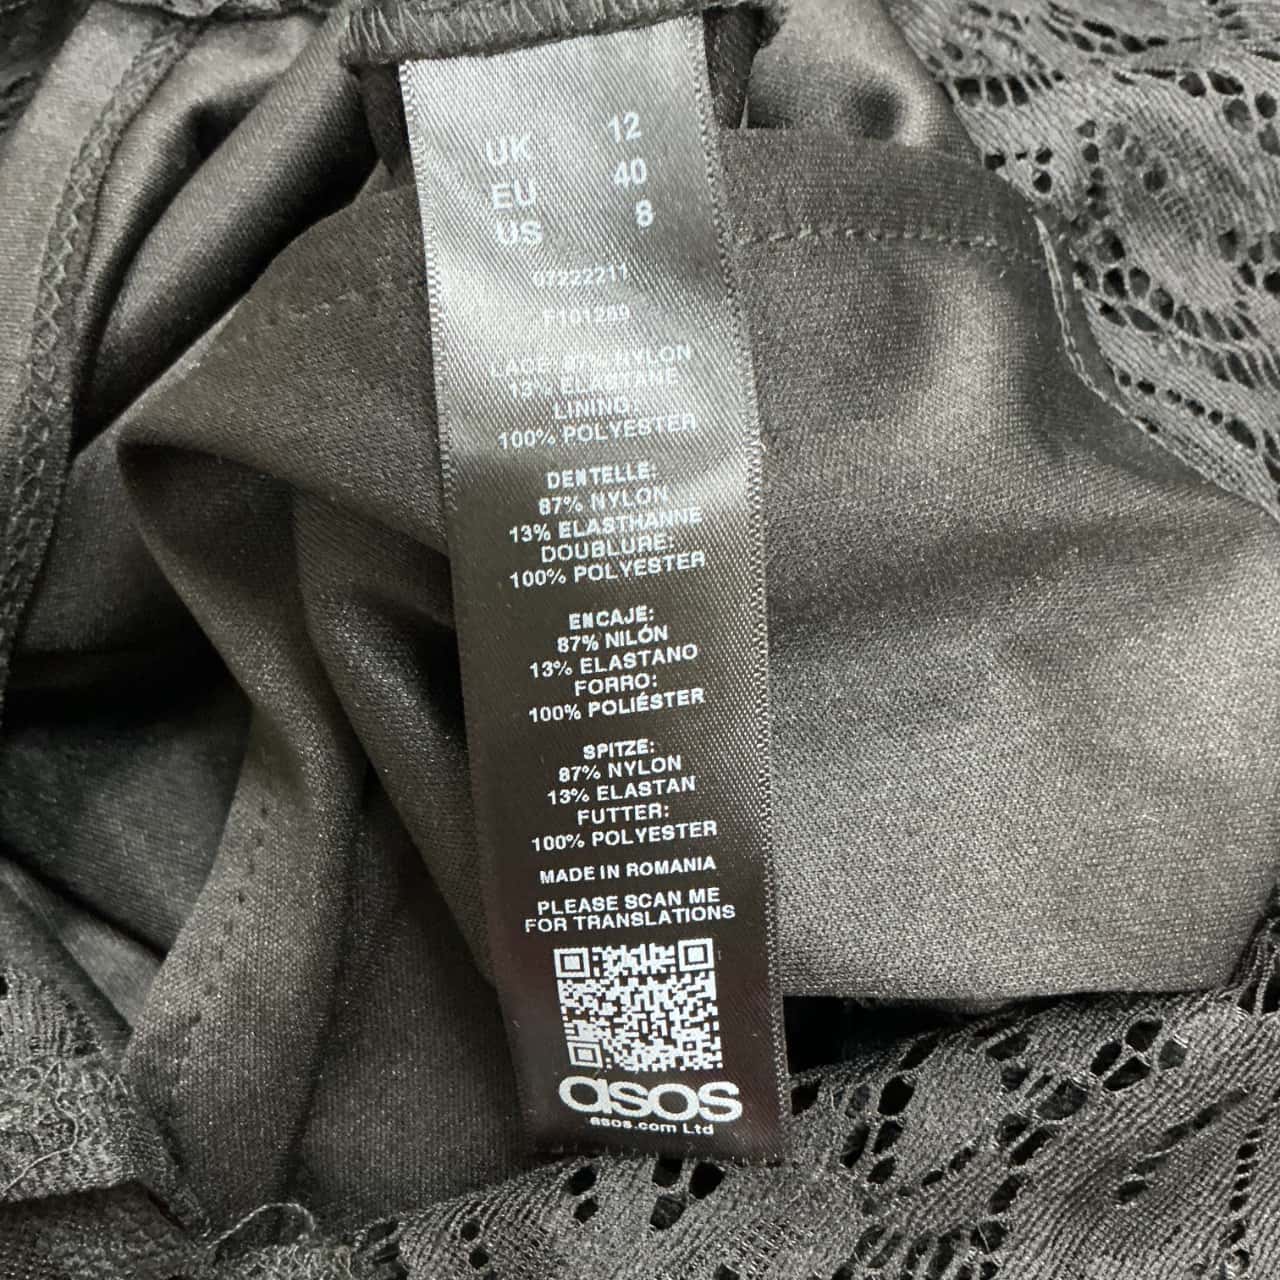 UK 12
EU 40
US 8
07222211
F101289
LACE: 87% NYLON
13% ELASTANE
LINING:
100% POLYESTER
DENTELLE:
87% NYLON
13% ELASTHANNE
DOUBLURE:
100% POLYESTER
ENCAJE:
87% NILÓN
13% ELASTANO
FORRO:
100% POLIÉSTER
SPITZE:
87% NYLON
13% ELASTAN
FUTTER:
100% POLYESTER
MADE IN ROMANIA
PLEASE SCAN ME
FOR TRANSLATIONS
asos
asos.com Ltd